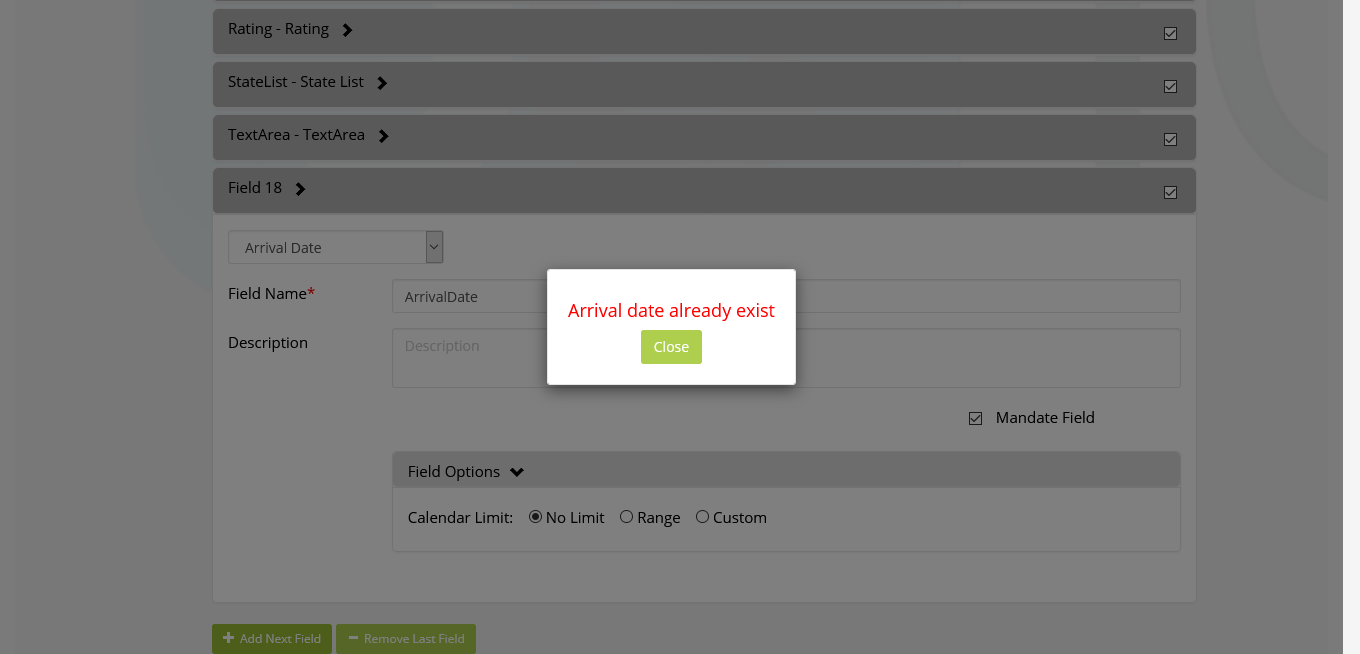 Rating - Rating
StateList - State List
TextArea - TextArea
Field 18
Arrival Date
Field Name*
ArrivalDate
Arrival date already exist
Description
Description
Close
Mandate Field
Field Options
Calendar Limit: No Limit Range Custom
Add Next Field Remove Last Field